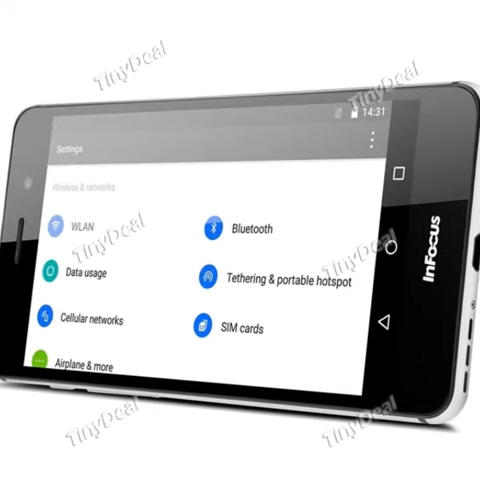 TinyDeal
TinyDeal
14:31
Settings
Wireless & networks
WLAN
Bluetooth
Data usage
Tethering & portable hotspot
Cellular networks
SIM cards
Airplane & more
InFocus
TinyDeal
TinyDeal
TinyDeal
TinyDeal